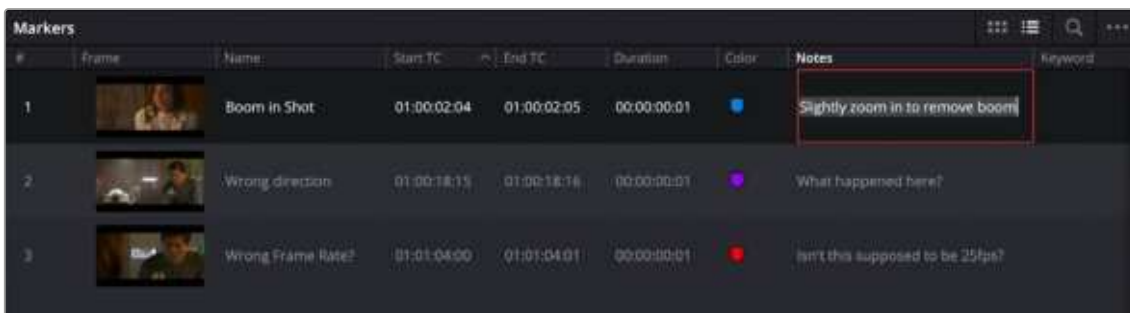 Markers
# Frame Name Start TC End TC Duration Color Notes Keyword
1 Boom in Shot 01:00:02:04 01:00:02:05 00:00:00:01 Slightly zoom in to remove boom
2 Wrong direction 01:00:18:15 01:00:18:16 00:00:00:01 What happened here?
3 Wrong Frame Rate? 01:01:04:00 01:01:04:01 00:00:00:01 Isn't this supposed to be 25fps?